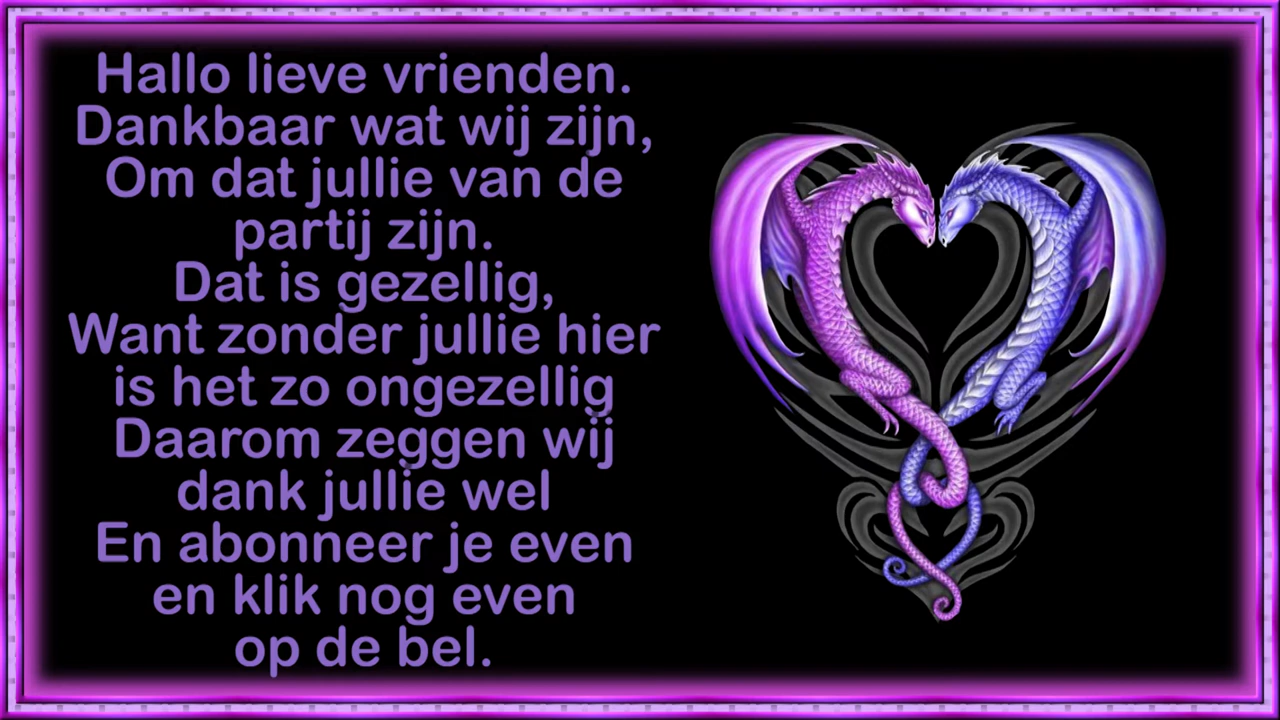 Hallo lieve vrienden.
Dankbaar wat wij zijn,
Om dat jullie van de
partij zijn.
Dat is gezellig,
Want zonder jullie hier
is het zo ongezellig
Daarom zeggen wij
dank jullie wel
En abonneer je even
en klik nog even
op de bel.